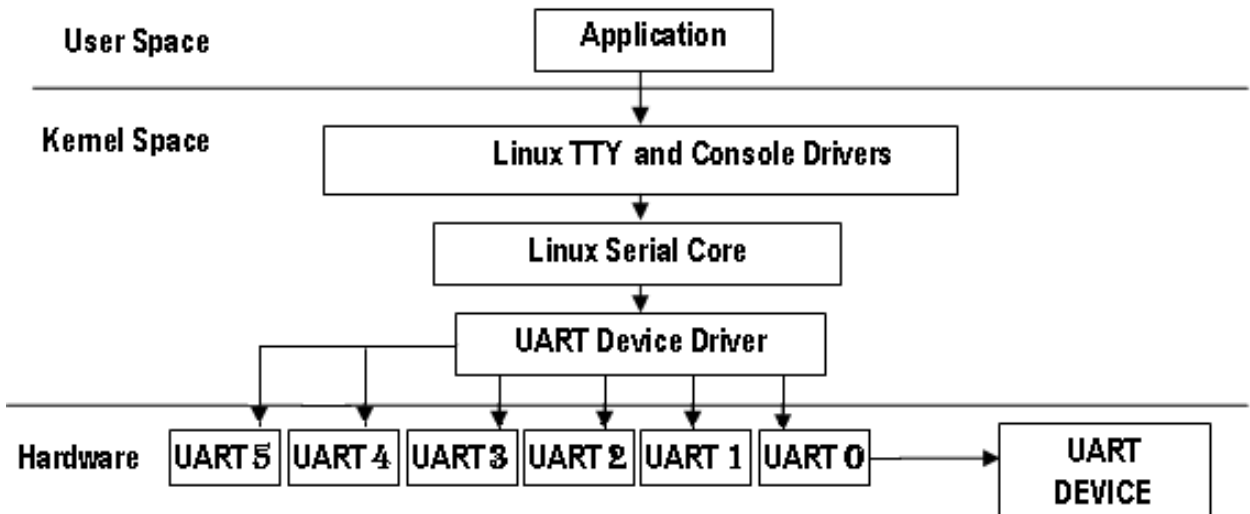 User Space
Application
Kernel Space
Linux TTY and Console Drivers
Linux Serial Core
UART Device Driver
Hardware
UART 5
UART 4
UART 3
UART 2
UART 1
UART 0
UART
DEVICE